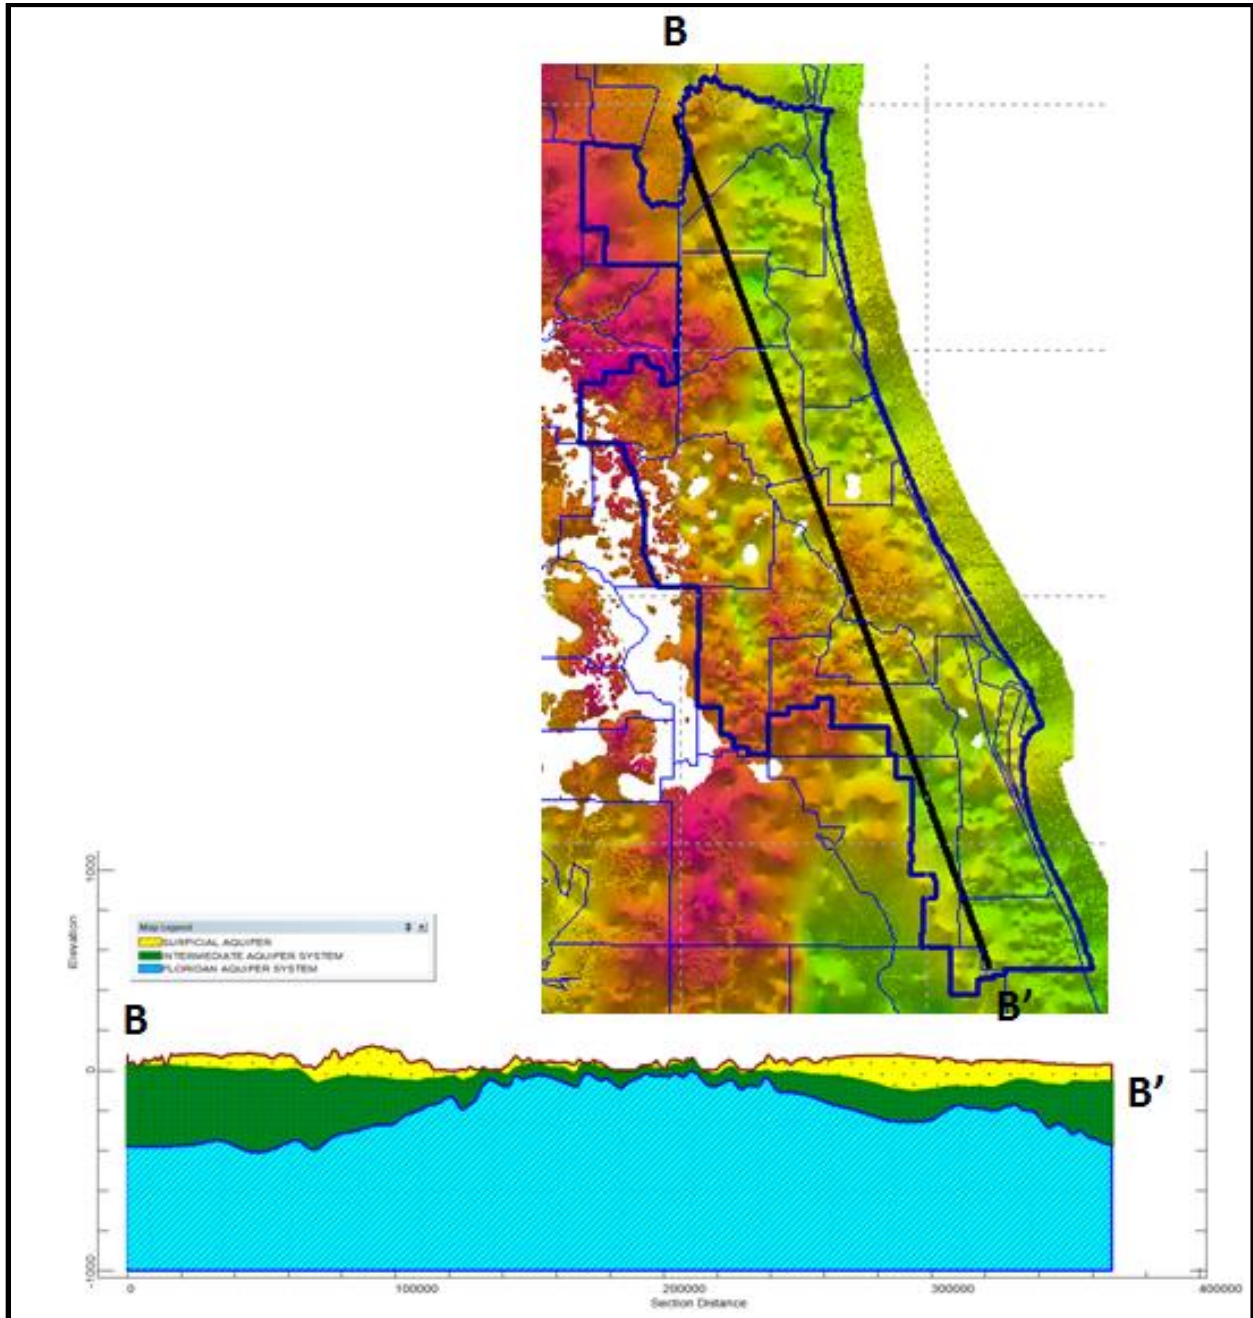 B
B'
1000
Elevation
Map Legend
SURFICIAL AQUIFER
INTERMEDIATE AQUIFER SYSTEM
FLORIDAN AQUIFER SYSTEM
B
0
B'
-1000
0 100000 200000 300000 400000
Section Distance